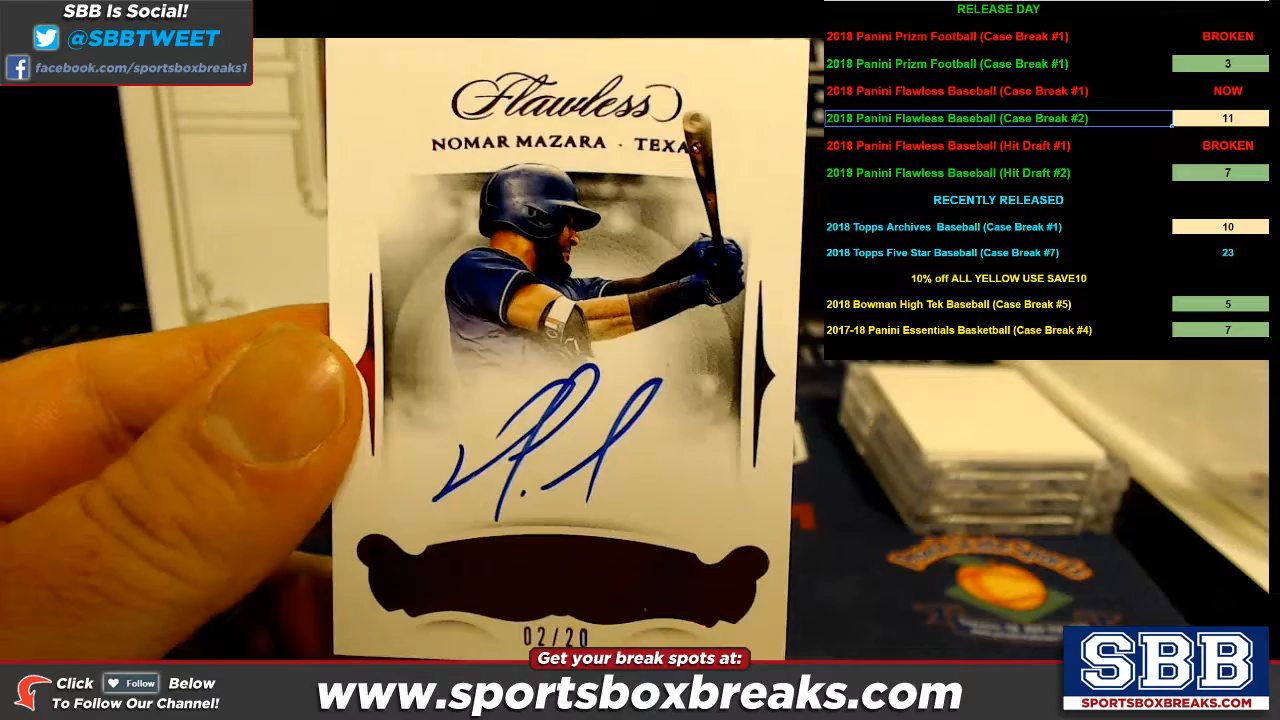 SBB Is Social!
@SBBTWEET
facebook.com/sportsboxbreaks1
Flawless
NOMAR MAZARA · TEXAS
02/20
RELEASE DAY
2018 Panini Prizm Football (Case Break #1) BROKEN
2018 Panini Prizm Football (Case Break #1) 3
2018 Panini Flawless Baseball (Case Break #1) NOW
2018 Panini Flawless Baseball (Case Break #2) 11
2018 Panini Flawless Baseball (Hit Draft #1) BROKEN
2018 Panini Flawless Baseball (Hit Draft #2) 7
RECENTLY RELEASED
2018 Topps Archives Baseball (Case Break #1) 10
2018 Topps Five Star Baseball (Case Break #7) 23
10% off ALL YELLOW USE SAVE10
2018 Bowman High Tek Baseball (Case Break #5) 5
2017-18 Panini Essentials Basketball (Case Break #4) 7
Get your break spots at:
Click Follow Below
To Follow Our Channel!
www.sportsboxbreaks.com
SBB
SPORTSBOXBREAKS.COM